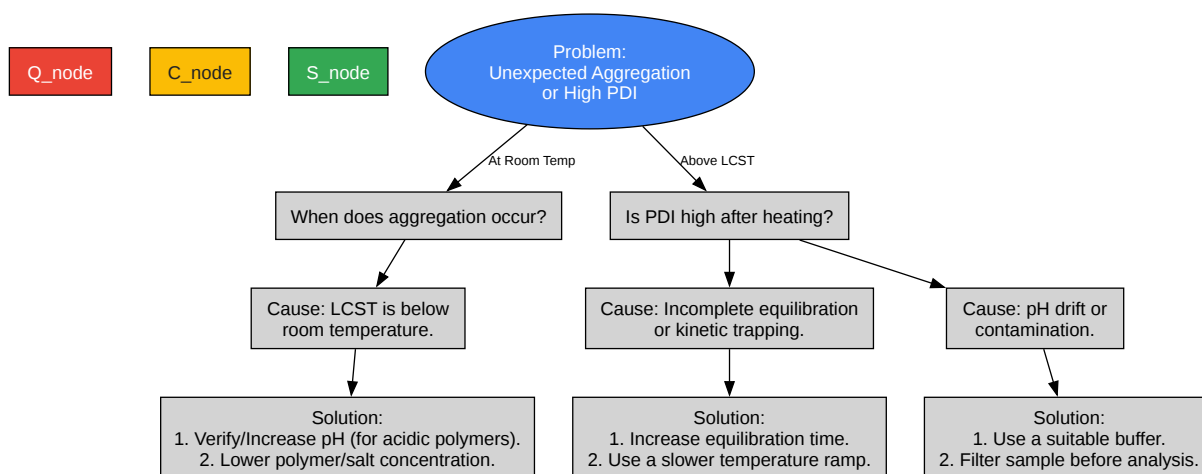 Q_node
C_node
S_node
Problem:
Unexpected Aggregation
or High PDI
At Room Temp
Above LCST
When does aggregation occur?
Is PDI high after heating?
Cause: LCST is below
room temperature.
Cause: Incomplete equilibration
or kinetic trapping.
Cause: pH drift or
contamination.
Solution:
1. Verify/Increase pH (for acidic polymers).
2. Lower polymer/salt concentration.
Solution:
1. Increase equilibration time.
2. Use a slower temperature ramp.
Solution:
1. Use a suitable buffer.
2. Filter sample before analysis.